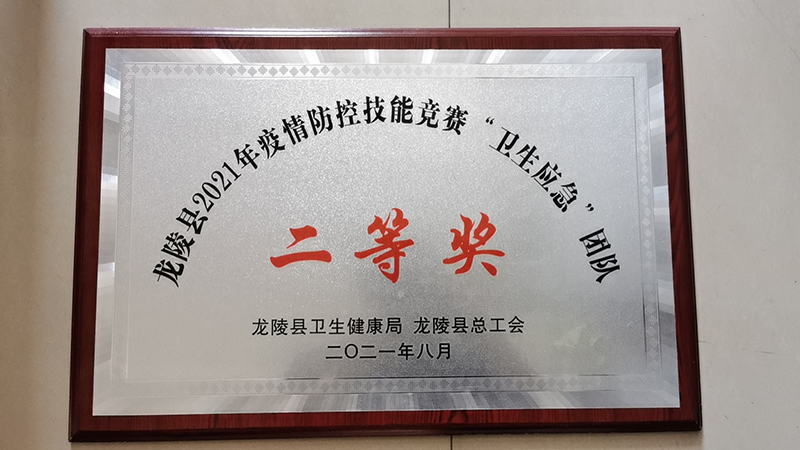 龙陵县2021年疫情防控技能竞赛“卫生应急”团队
二等奖
龙陵县卫生健康局 龙陵县总工会
二〇二一年八月